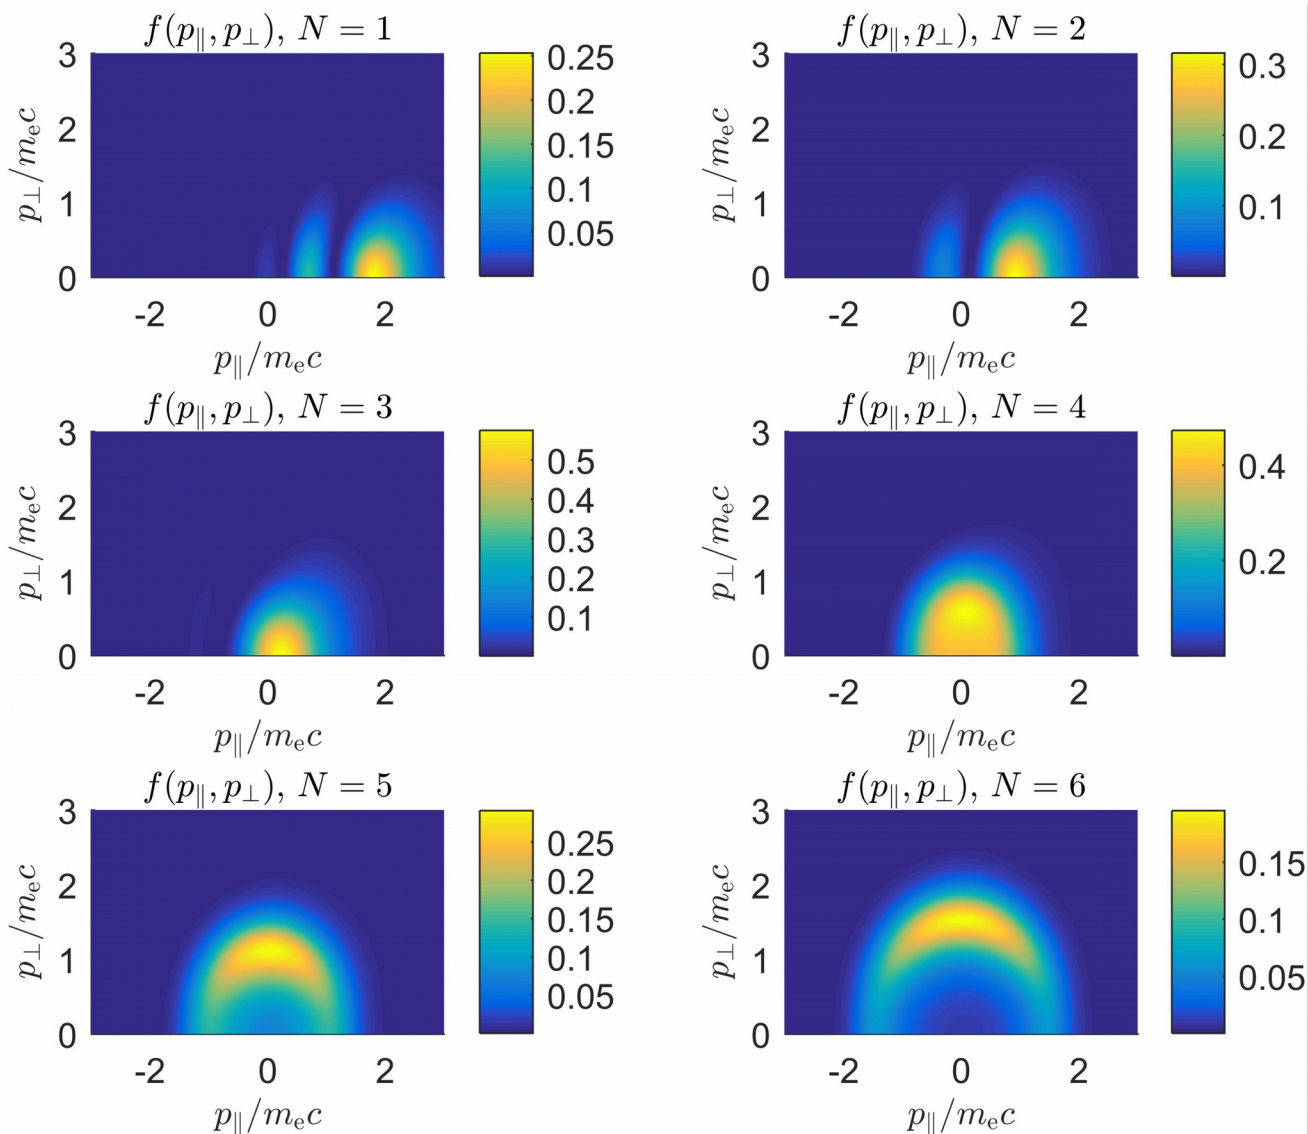 f(p∥, p⊥), N = 1
3
2
1
0
p⊥/mₑc
-2 0 2
p∥/mₑc
0.25
0.2
0.15
0.1
0.05
f(p∥, p⊥), N = 2
3
2
1
0
p⊥/mₑc
-2 0 2
p∥/mₑc
0.3
0.2
0.1
f(p∥, p⊥), N = 3
3
2
1
0
p⊥/mₑc
-2 0 2
p∥/mₑc
0.5
0.4
0.3
0.2
0.1
f(p∥, p⊥), N = 4
3
2
1
0
p⊥/mₑc
-2 0 2
p∥/mₑc
0.4
0.2
f(p∥, p⊥), N = 5
3
2
1
0
p⊥/mₑc
-2 0 2
p∥/mₑc
0.25
0.2
0.15
0.1
0.05
f(p∥, p⊥), N = 6
3
2
1
0
p⊥/mₑc
-2 0 2
p∥/mₑc
0.15
0.1
0.05